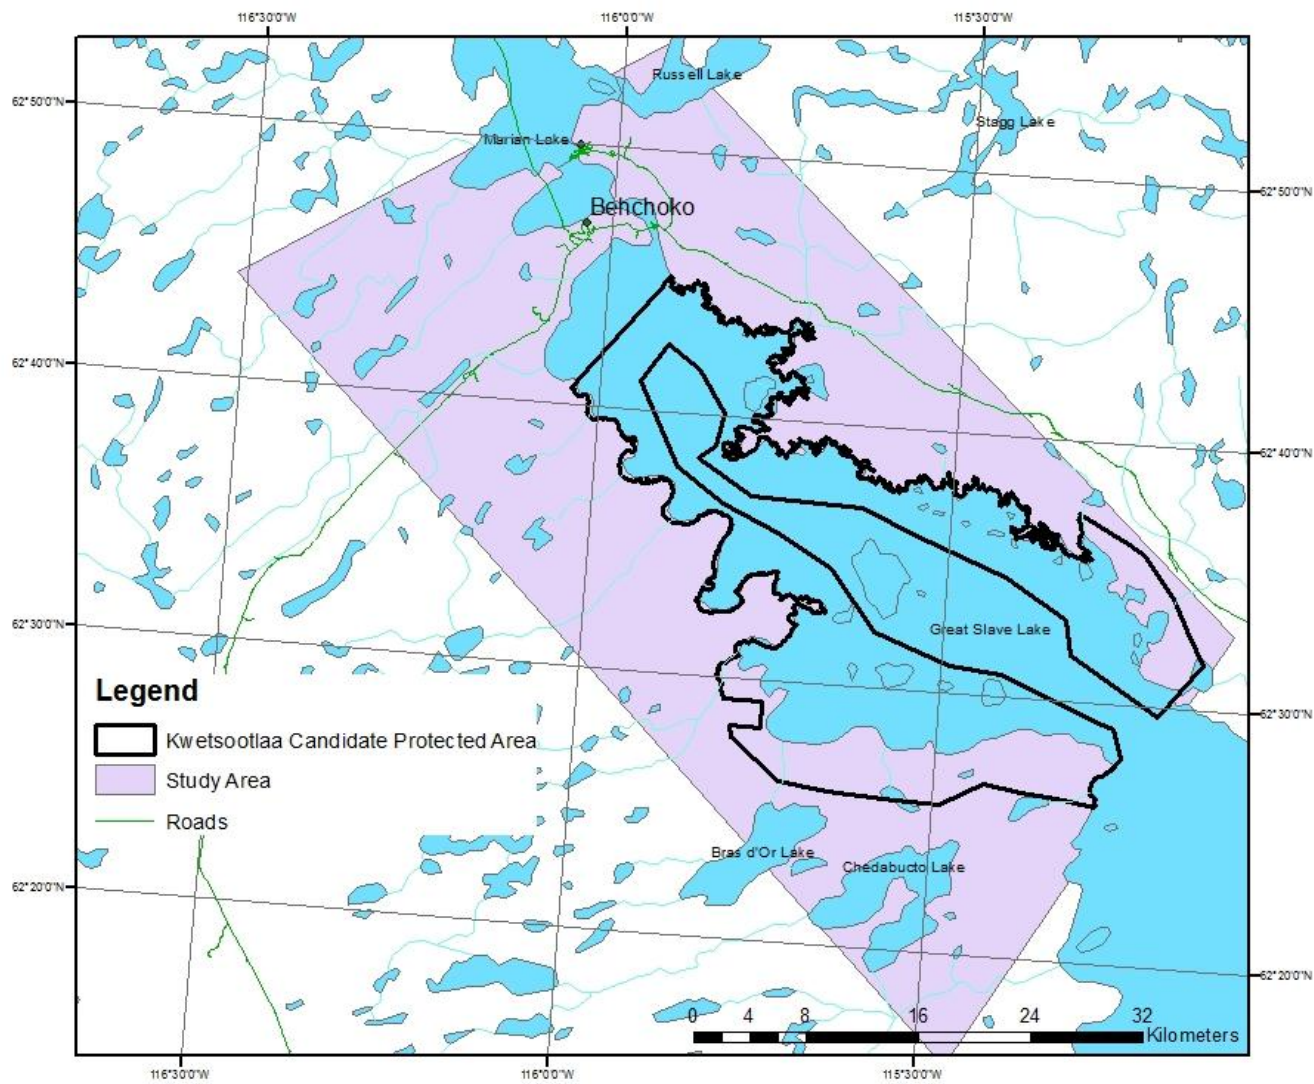 116°30'0"W
116°0'0"W
115°30'0"W
62°50'0"N
Russell Lake
Stagg Lake
Marian Lake
62°50'0"N
Behchoko
62°40'0"N
62°40'0"N
62°30'0"N
Great Slave Lake
Legend
62°30'0"N
Kwetsootlaa Candidate Protected Area
Study Area
Roads
Bras d'Or Lake
Chedabucto Lake
62°20'0"N
62°20'0"N
0 4 8 16 24 32
Kilometers
116°30'0"W
116°0'0"W
115°30'0"W